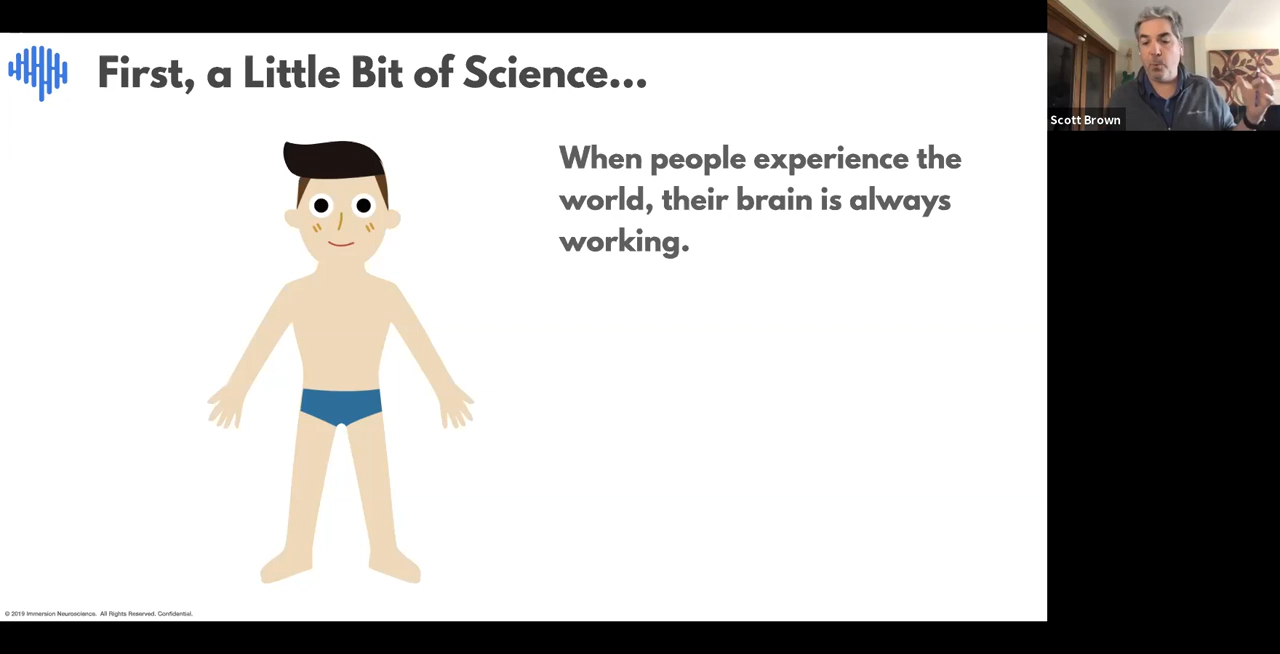 First, a Little Bit of Science...
When people experience the
world, their brain is always
working.
Scott Brown
© 2019 Immersion Neuroscience. All Rights Reserved. Confidential.